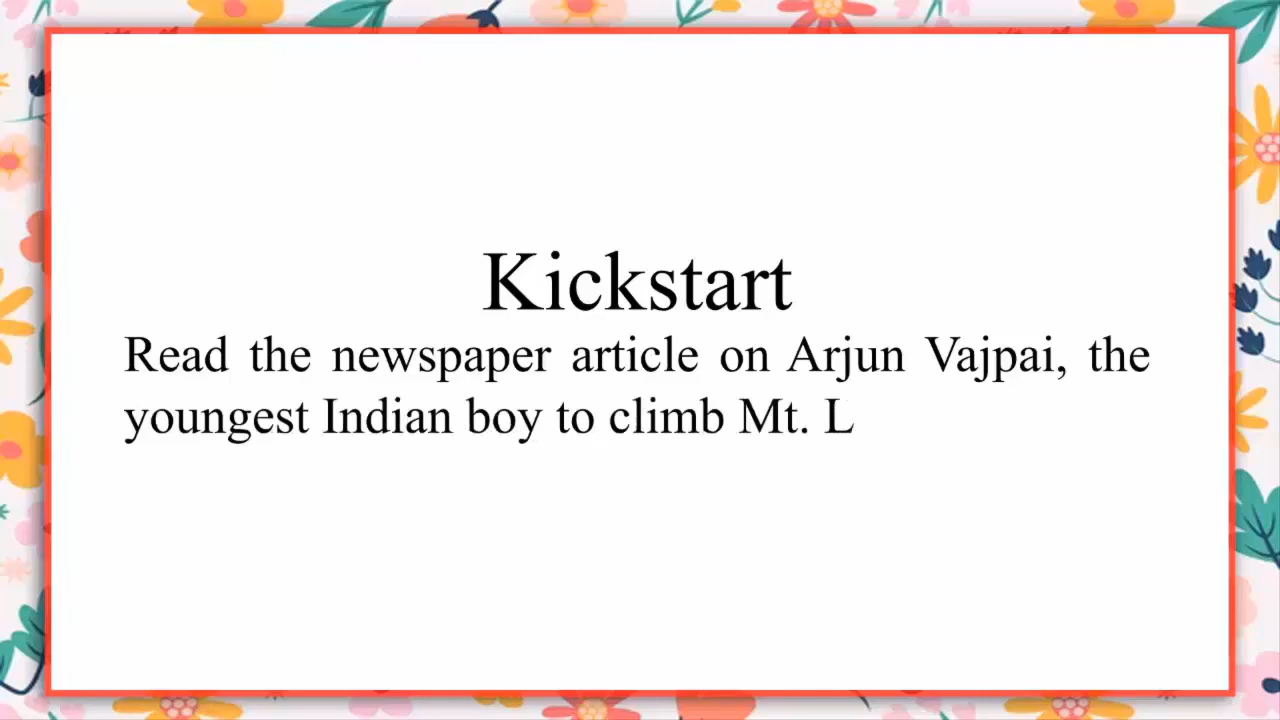 Kickstart
Read the newspaper article on Arjun Vajpai, the
youngest Indian boy to climb Mt. L